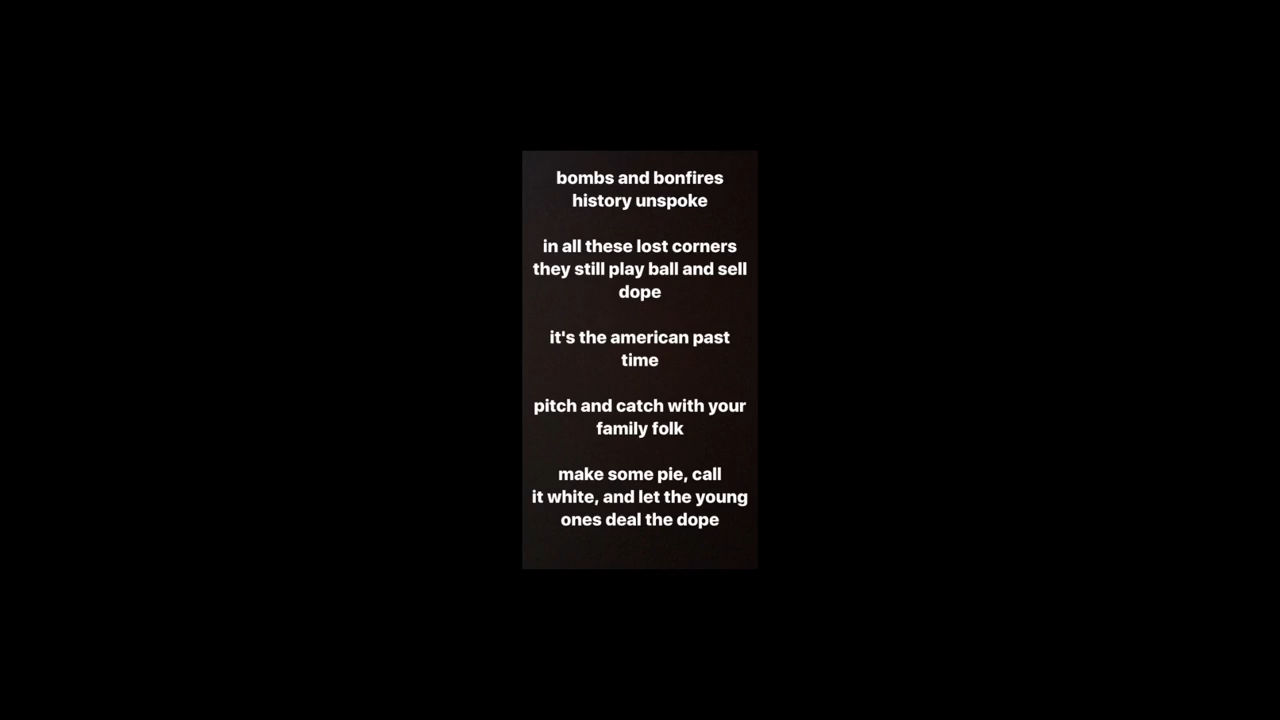 bombs and bonfires
history unspoke
in all these lost corners
they still play ball and sell
dope
it's the american past
time
pitch and catch with your
family folk
make some pie, call
it white, and let the young
ones deal the dope